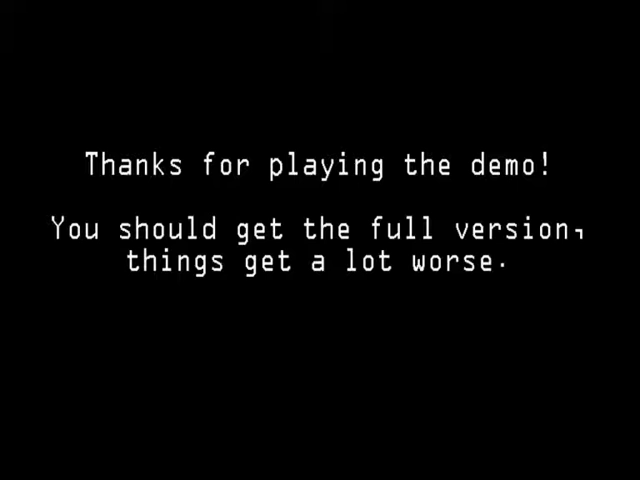 Thanks for playing the demo!
You should get the full version,
things get a lot worse.